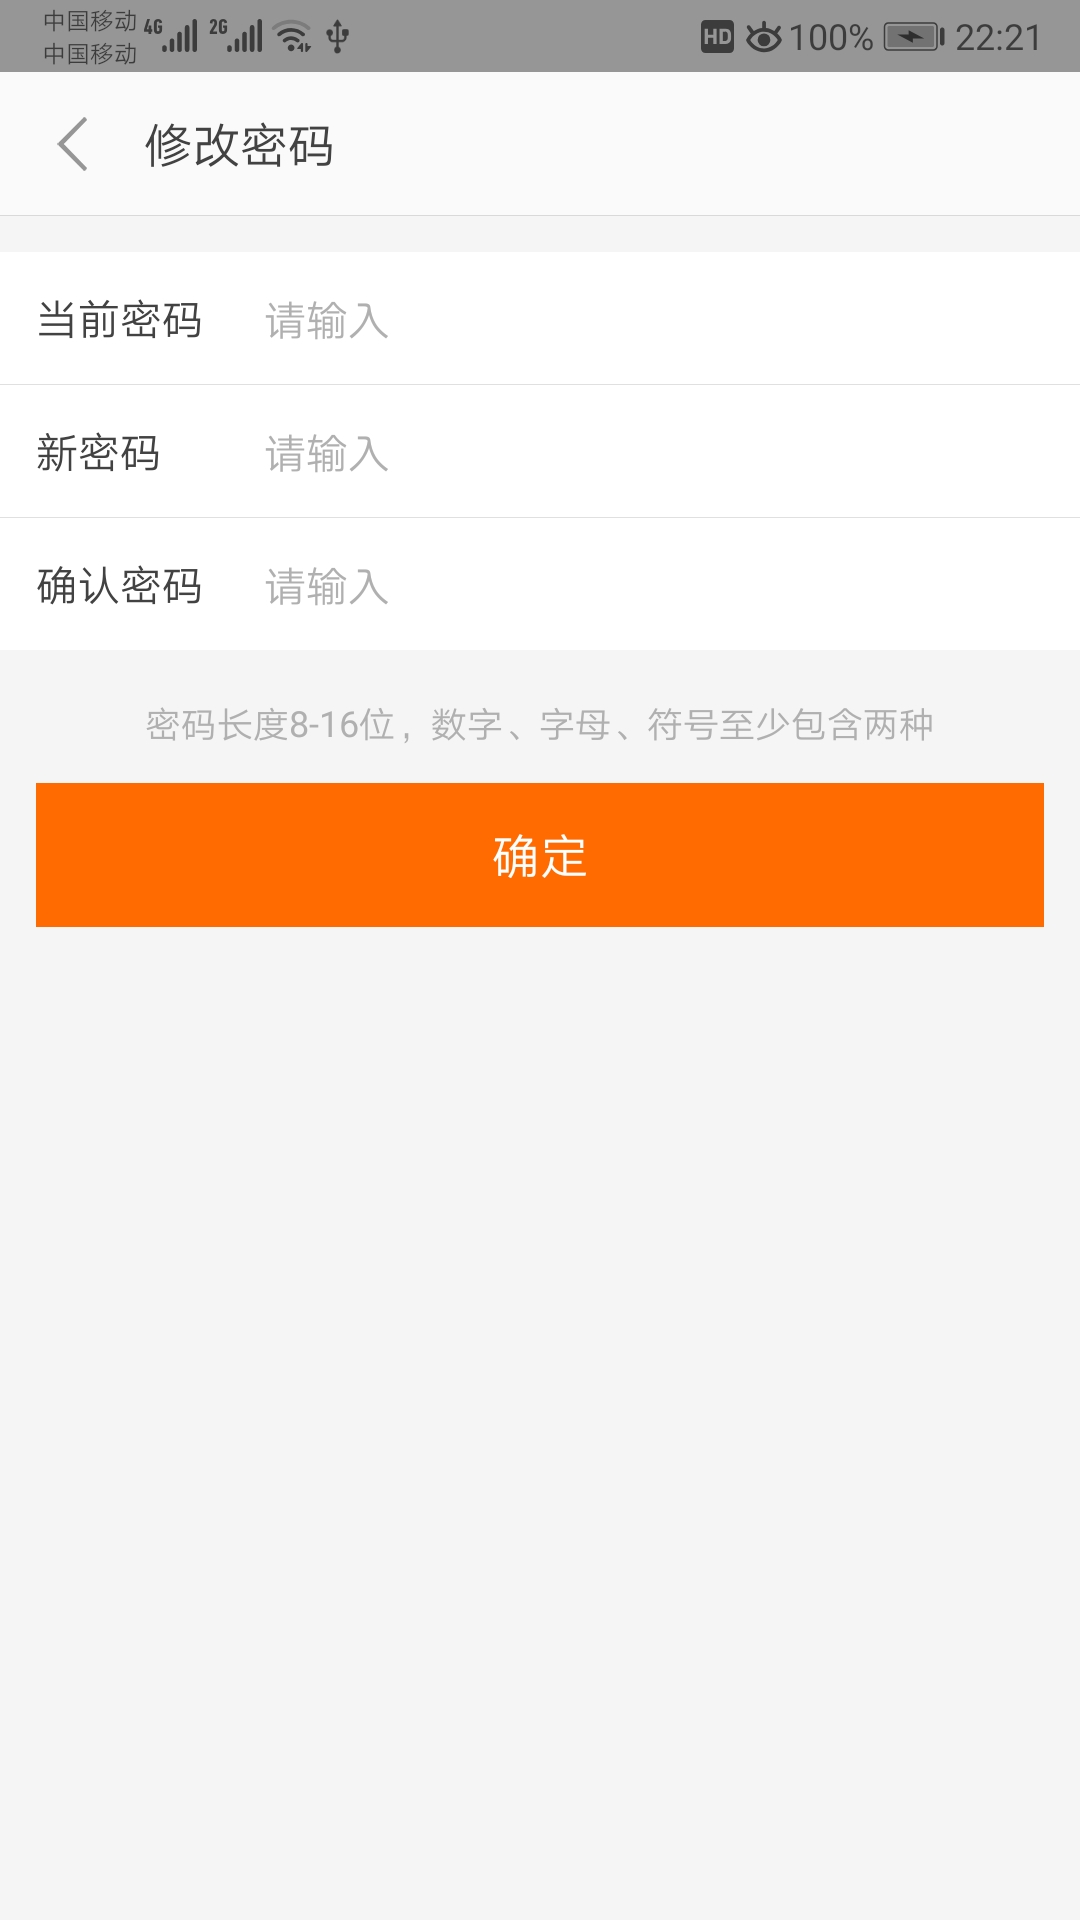 中国移动 4G 2G HD 100% 22:21
中国移动
修改密码
当前密码 请输入
新密码 请输入
确认密码 请输入
密码长度8-16位，数字、字母、符号至少包含两种
确定